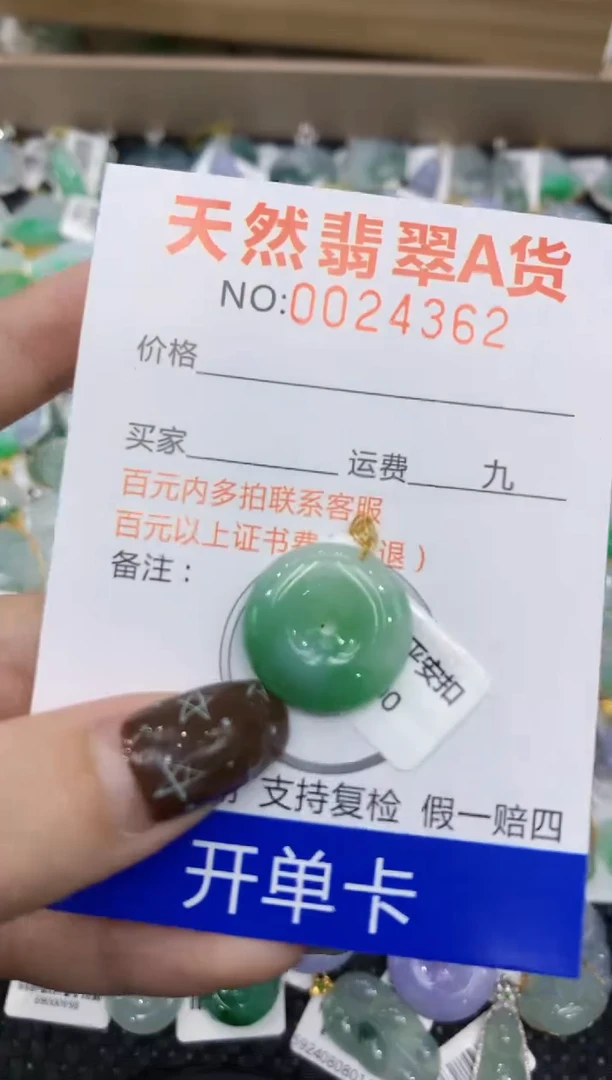 天然翡翠A货
NO:0024362
价格
买家 运费 九
百元内多拍联系客服
百元以上证书费 退）
备注：
平安扣
0
支持复检 假一赔四
开单卡